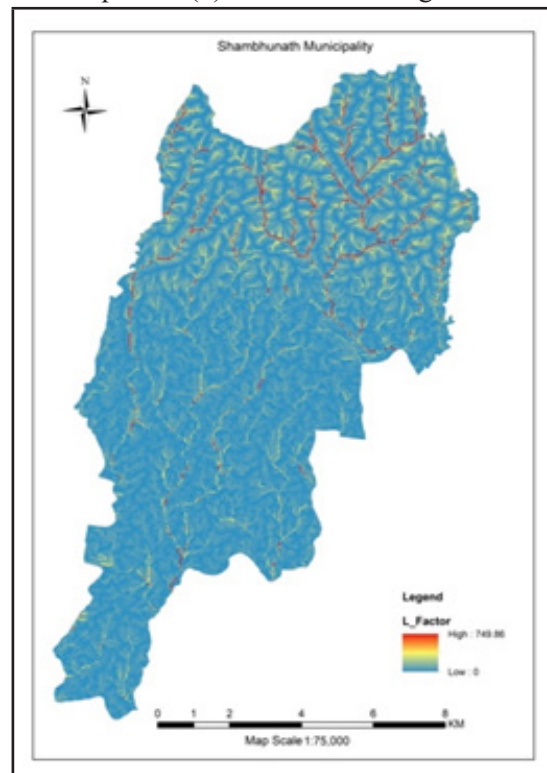 Shambhunath Municipality
N
Legend
L_Factor
High : 749.86
Low : 0
0 1 2 4 6 8
KM
Map Scale 1:75,000